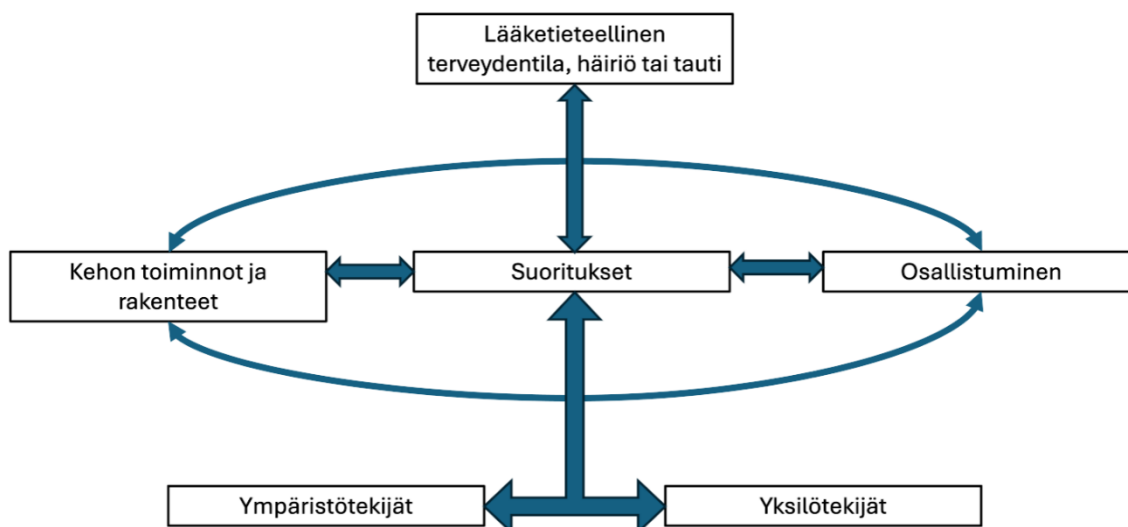 Lääketieteellinen
terveydentila, häiriö tai tauti
Kehon toiminnot ja
rakenteet
Suoritukset
Osallistuminen
Ympäristötekijät
Yksilötekijät